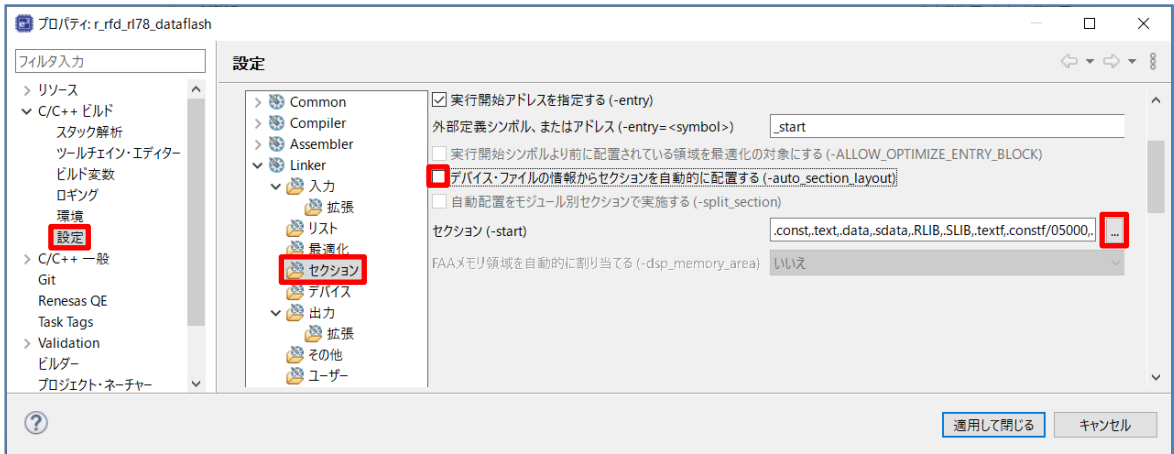 プロパティ: r_rfd_rl78_dataflash
フィルタ入力
設定
リソース
C/C++ ビルド
スタック解析
ツールチェイン・エディター
ビルド変数
ロギング
環境
設定
C/C++ 一般
Git
Renesas QE
Task Tags
Validation
ビルダー
プロジェクト・ネーチャー
Common
Compiler
Assembler
Linker
入力
拡張
リスト
最適化
セクション
デバイス
出力
拡張
その他
ユーザー
実行開始アドレスを指定する (-entry)
外部定義シンボル、またはアドレス (-entry=<symbol>) _start
実行開始シンボルより前に配置されている領域を最適化の対象にする (-ALLOW_OPTIMIZE_ENTRY_BLOCK)
デバイス・ファイルの情報からセクションを自動的に配置する (-auto_section_layout)
自動配置をモジュール別セクションで実施する (-split_section)
セクション (-start) .const,.text,.data,.sdata,.RLIB,.SLIB,.textf,.constf/05000,. ...
FAAメモリ領域を自動的に割り当てる (-dsp_memory_area) いいえ
?
適用して閉じる キャンセル